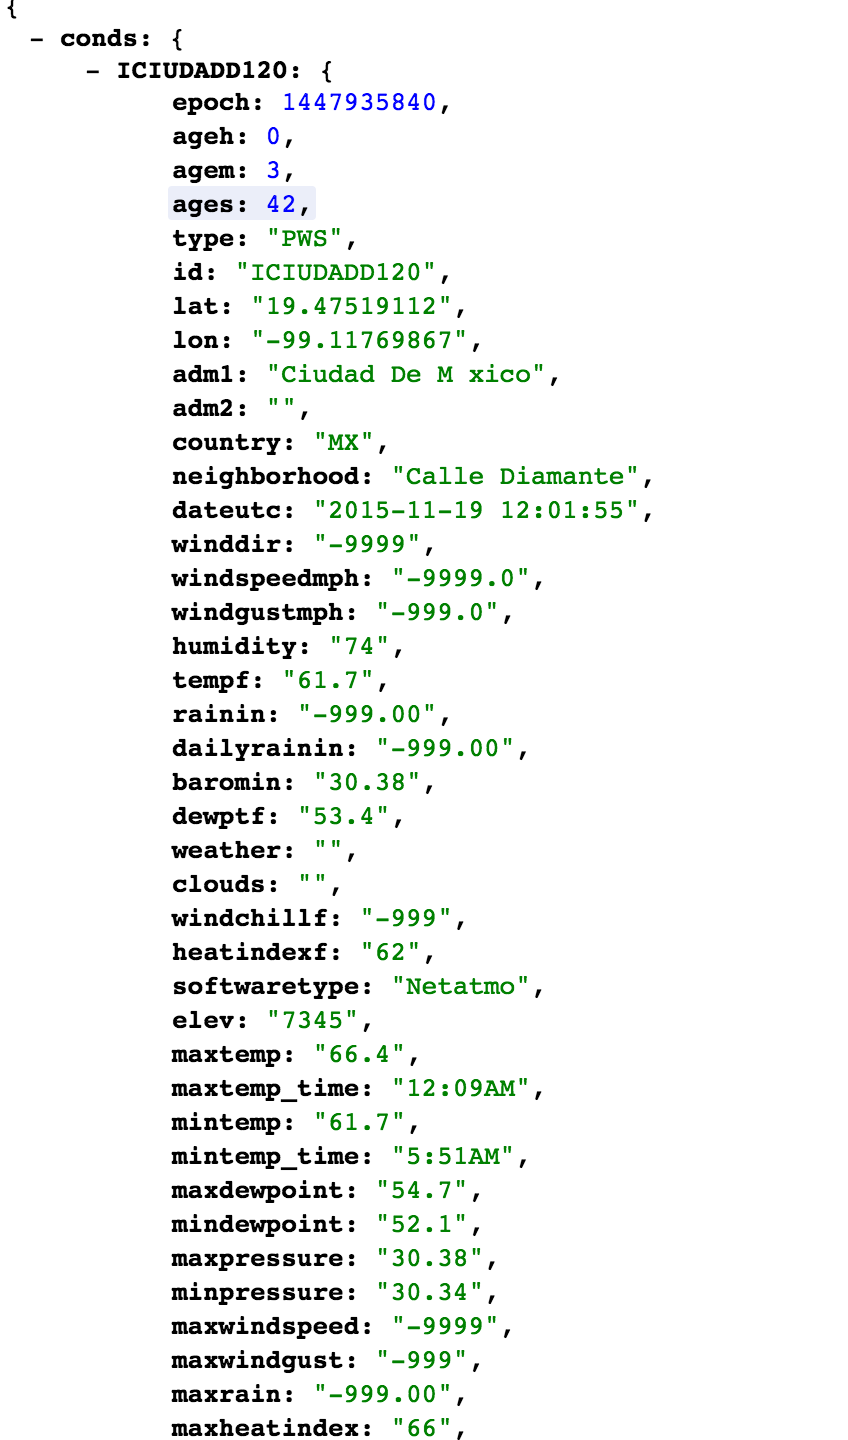 {
- conds: {
- ICIUDADD120: {
epoch: 1447935840,
ageh: 0,
agem: 3,
ages: 42,
type: "PWS",
id: "ICIUDADD120",
lat: "19.47519112",
lon: "-99.11769867",
adm1: "Ciudad De M xico",
adm2: "",
country: "MX",
neighborhood: "Calle Diamante",
dateutc: "2015-11-19 12:01:55",
winddir: "-9999",
windspeedmph: "-9999.0",
windgustmph: "-999.0",
humidity: "74",
tempf: "61.7",
rainin: "-999.00",
dailyrainin: "-999.00",
baromin: "30.38",
dewptf: "53.4",
weather: "",
clouds: "",
windchillf: "-999",
heatindexf: "62",
softwaretype: "Netatmo",
elev: "7345",
maxtemp: "66.4",
maxtemp_time: "12:09AM",
mintemp: "61.7",
mintemp_time: "5:51AM",
maxdewpoint: "54.7",
mindewpoint: "52.1",
maxpressure: "30.38",
minpressure: "30.34",
maxwindspeed: "-9999",
maxwindgust: "-999",
maxrain: "-999.00",
maxheatindex: "66",